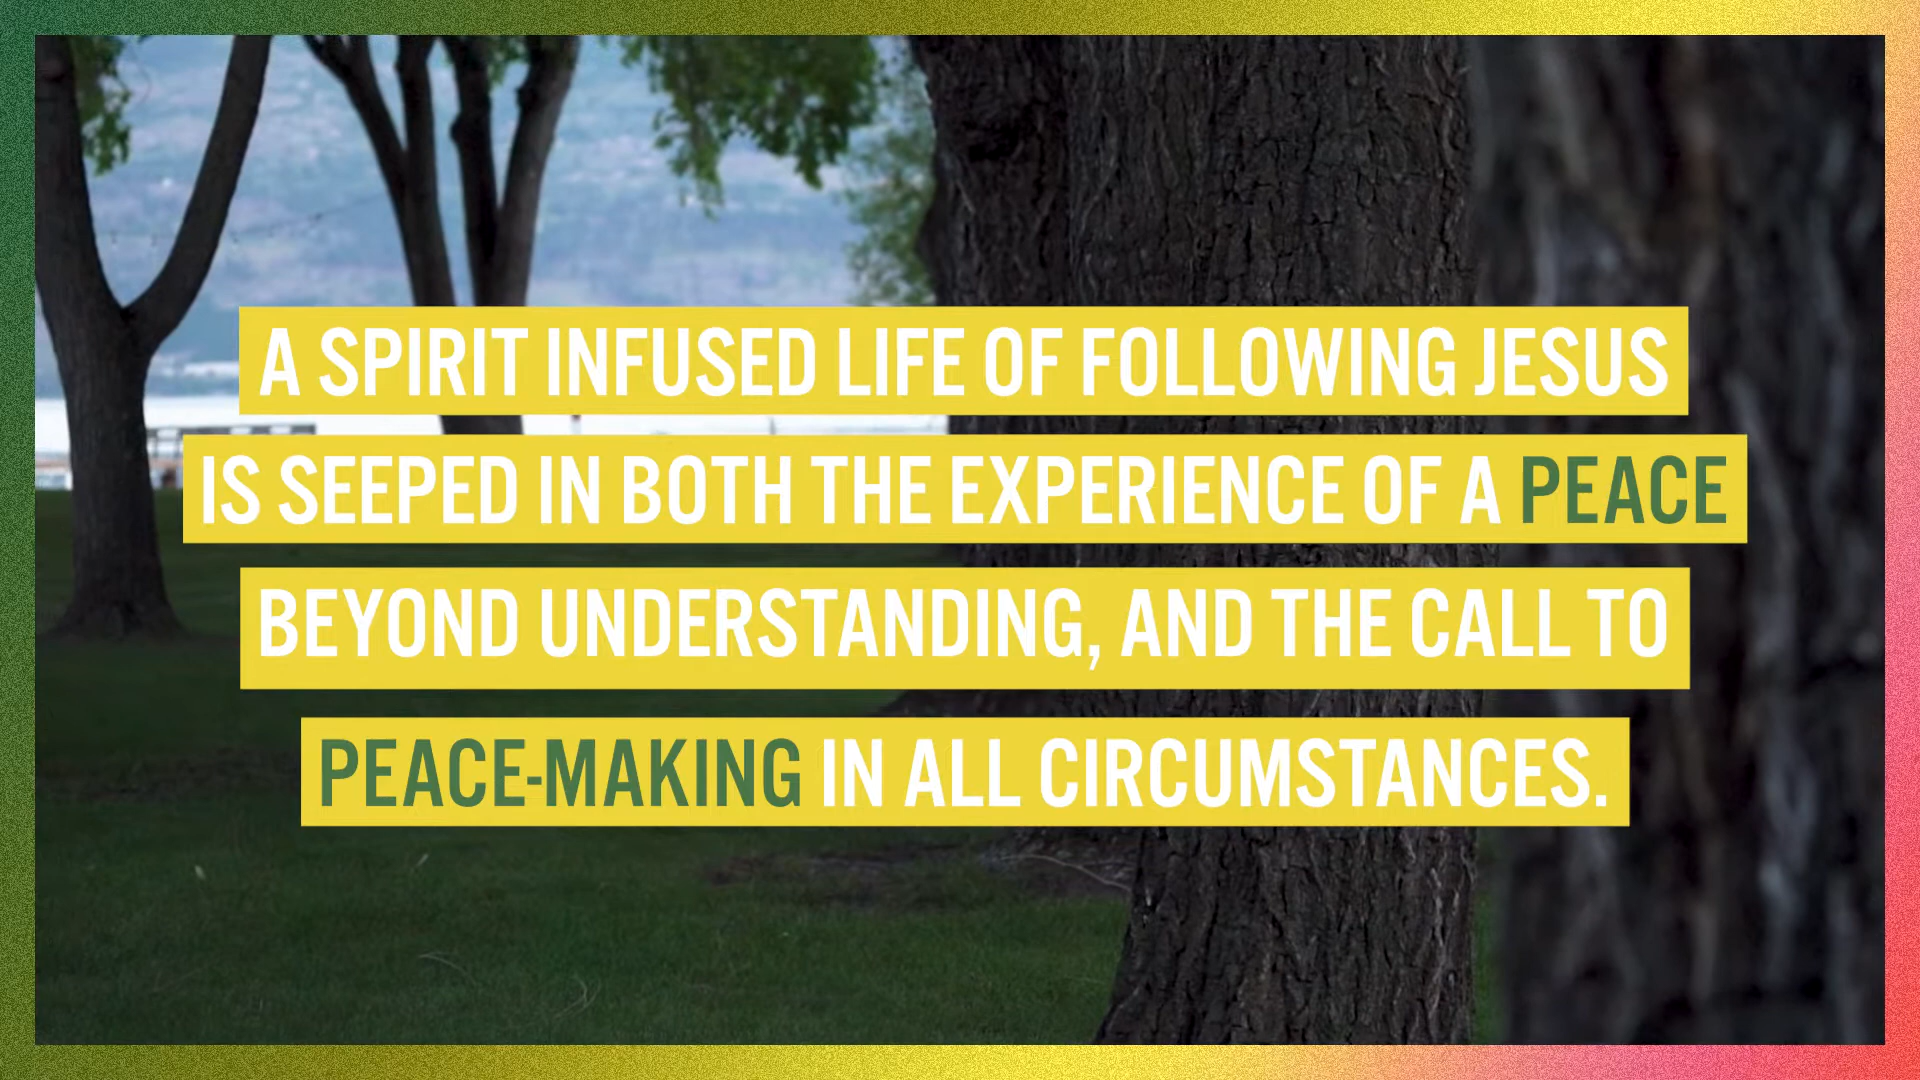 A SPIRIT INFUSED LIFE OF FOLLOWING JESUS
IS SEEPED IN BOTH THE EXPERIENCE OF A PEACE
BEYOND UNDERSTANDING, AND THE CALL TO
PEACE-MAKING IN ALL CIRCUMSTANCES.